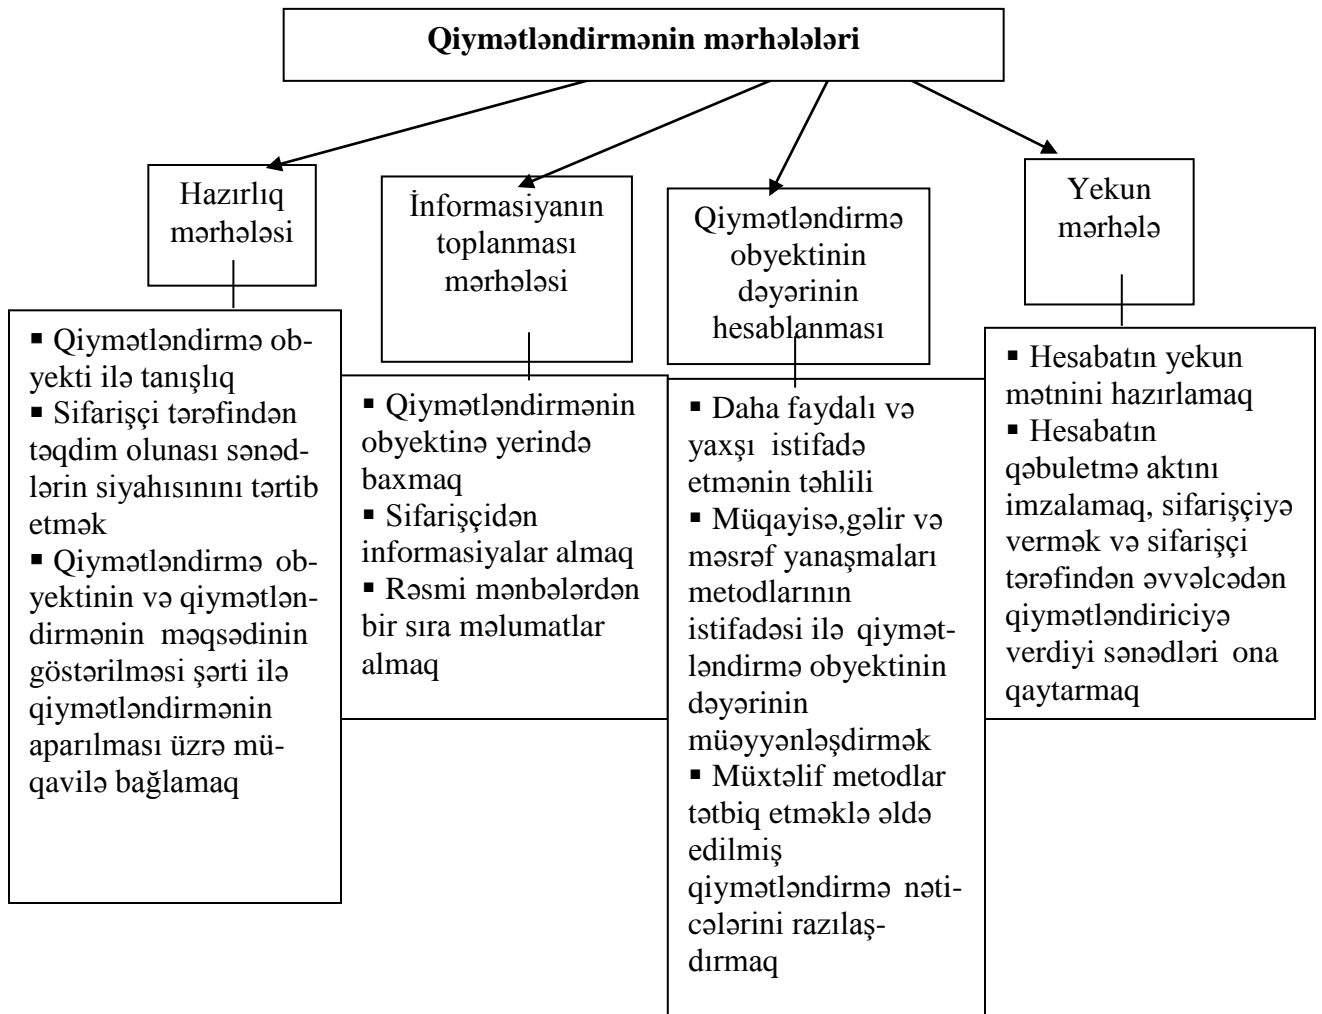 Qiymətləndirmənin mərhələləri
Hazırlıq
mərhələsi
İnformasiyanın
toplanması
mərhələsi
Qiymətləndirmə
obyektinin
dəyərinin
hesablanması
Yekun
mərhələ
▪ Qiymətləndirmə ob-
yekti ilə tanışlıq
▪ Sifarişçi tərəfindən
təqdim olunası sənəd-
lərin siyahısınını tərtib
etmək
▪ Qiymətləndirmə ob-
yektinin və qiymətlən-
dirmənin məqsədinin
göstərilməsi şərti ilə
qiymətləndirmənin
aparılması üzrə mü-
qavilə bağlamaq
▪ Qiymətləndirmənin
obyektinə yerində
baxmaq
▪ Sifarişçidən
informasiyalar almaq
▪ Rəsmi mənbələrdən
bir sıra məlumatlar
almaq
▪ Daha faydalı və
yaxşı istifadə
etmənin təhlili
▪ Müqayisə,gəlir və
məsrəf yanaşmaları
metodlarının
istifadəsi ilə qiymət-
ləndirmə obyektinin
dəyərinin
müəyyənləşdirmək
▪ Müxtəlif metodlar
tətbiq etməklə əldə
edilmiş
qiymətləndirmə nəti-
cələrini razılaş-
dırmaq
▪ Hesabatın yekun
mətnini hazırlamaq
▪ Hesabatın
qəbuletmə aktını
imzalamaq, sifarişçiyə
vermək və sifarişçi
tərəfindən əvvəlcədən
qiymətləndiriciyə
verdiyi sənədləri ona
qaytarmaq